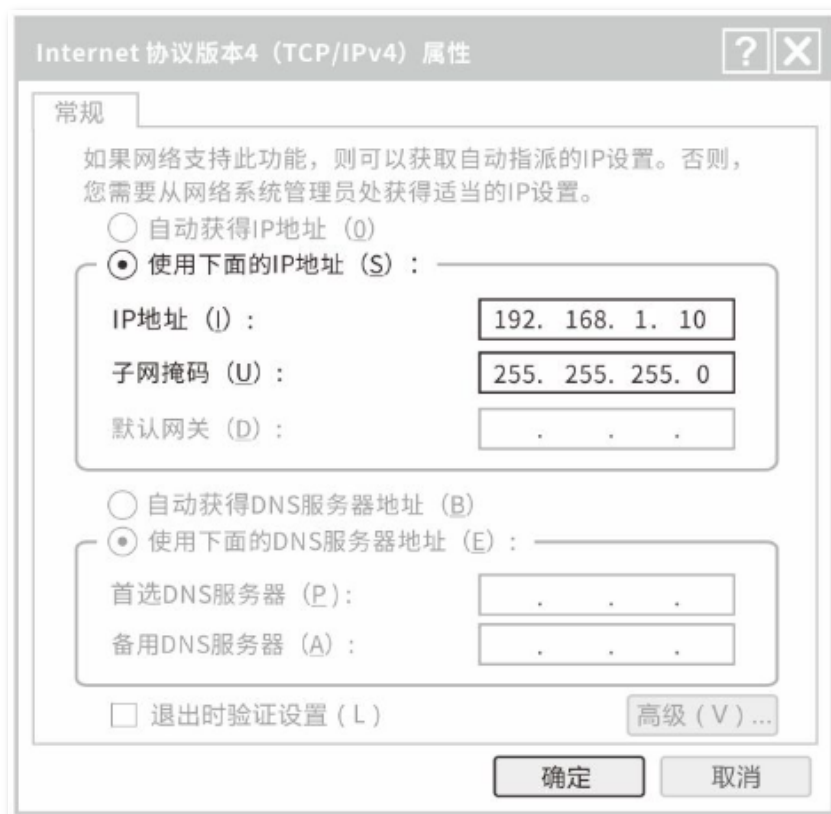 Internet 协议版本4（TCP/IPv4）属性
常规
如果网络支持此功能，则可以获取自动指派的IP设置。否则，
您需要从网络系统管理员处获得适当的IP设置。
自动获得IP地址（0）
使用下面的IP地址（S）：
IP地址（I）： 192. 168. 1. 10
子网掩码（U）： 255. 255. 255. 0
默认网关（D）： . . .
自动获得DNS服务器地址（B）
使用下面的DNS服务器地址（E）：
首选DNS服务器（P）： . . .
备用DNS服务器（A）： . . .
退出时验证设置（L） 高级（V）...
确定 取消